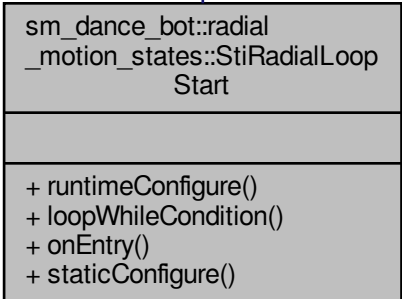 sm_dance_bot::radial
_motion_states::StiRadialLoop
Start
+ runtimeConfigure()
+ loopWhileCondition()
+ onEntry()
+ staticConfigure()